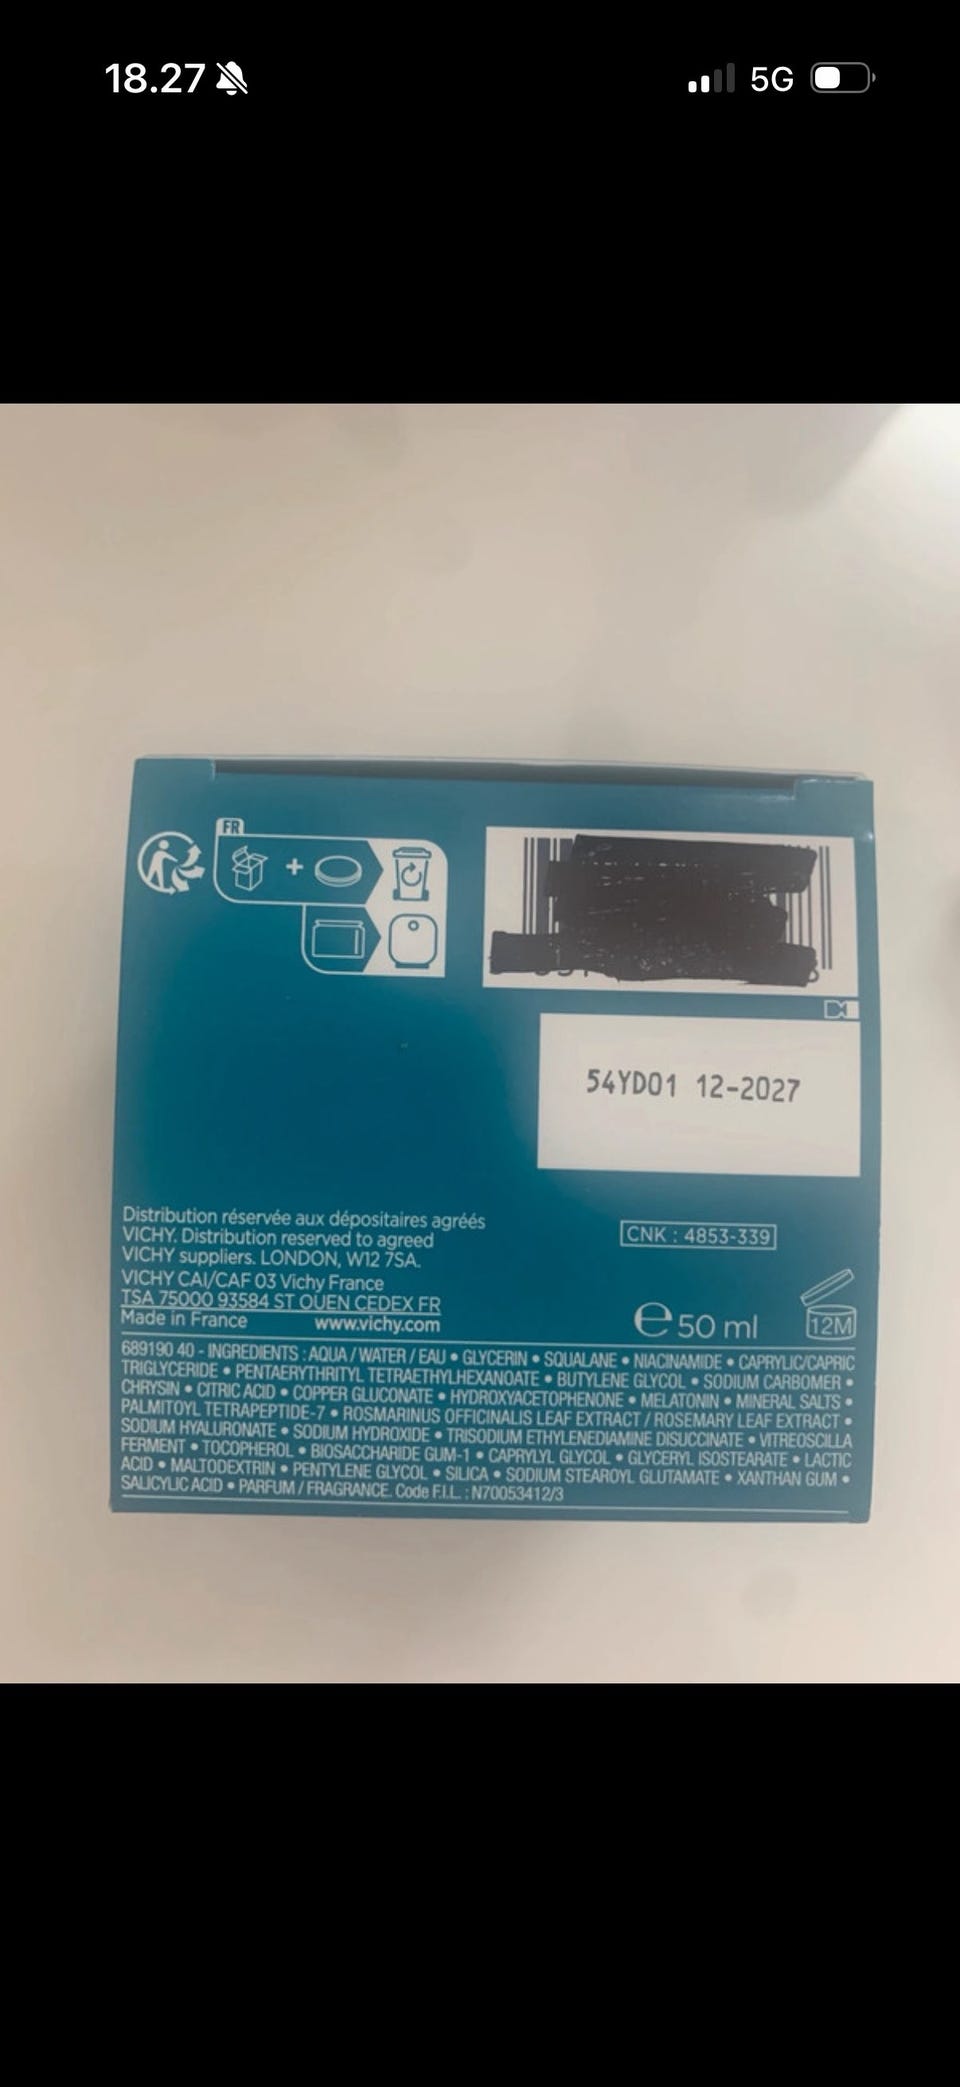 18.27
5G
FR
54YD01 12-2027
Distribution réservée aux dépositaires agréés
VICHY. Distribution reserved to agreed
VICHY suppliers. LONDON, W12 7SA.
VICHY CAI/CAF 03 Vichy France
TSA 75000 93584 ST OUEN CEDEX FR
Made in France www.vichy.com
CNK : 4853-339
e 50 ml
12M
689190 40 - INGREDIENTS : AQUA / WATER / EAU • GLYCERIN • SQUALANE • NIACINAMIDE • CAPRYLIC/CAPRIC
TRIGLYCERIDE • PENTAERYTHRITYL TETRAETHYLHEXANOATE • BUTYLENE GLYCOL • SODIUM CARBOMER •
CHRYSIN • CITRIC ACID • COPPER GLUCONATE • HYDROXYACETOPHENONE • MELATONIN • MINERAL SALTS •
PALMITOYL TETRAPEPTIDE-7 • ROSMARINUS OFFICINALIS LEAF EXTRACT / ROSEMARY LEAF EXTRACT •
SODIUM HYALURONATE • SODIUM HYDROXIDE • TRISODIUM ETHYLENEDIAMINE DISUCCINATE • VITREOSCILLA
FERMENT • TOCOPHEROL • BIOSACCHARIDE GUM-1 • CAPRYLYL GLYCOL • GLYCERYL ISOSTEARATE • LACTIC
ACID • MALTODEXTRIN • PENTYLENE GLYCOL • SILICA • SODIUM STEAROYL GLUTAMATE • XANTHAN GUM •
SALICYLIC ACID • PARFUM / FRAGRANCE. Code F.I.L. : N70053412/3